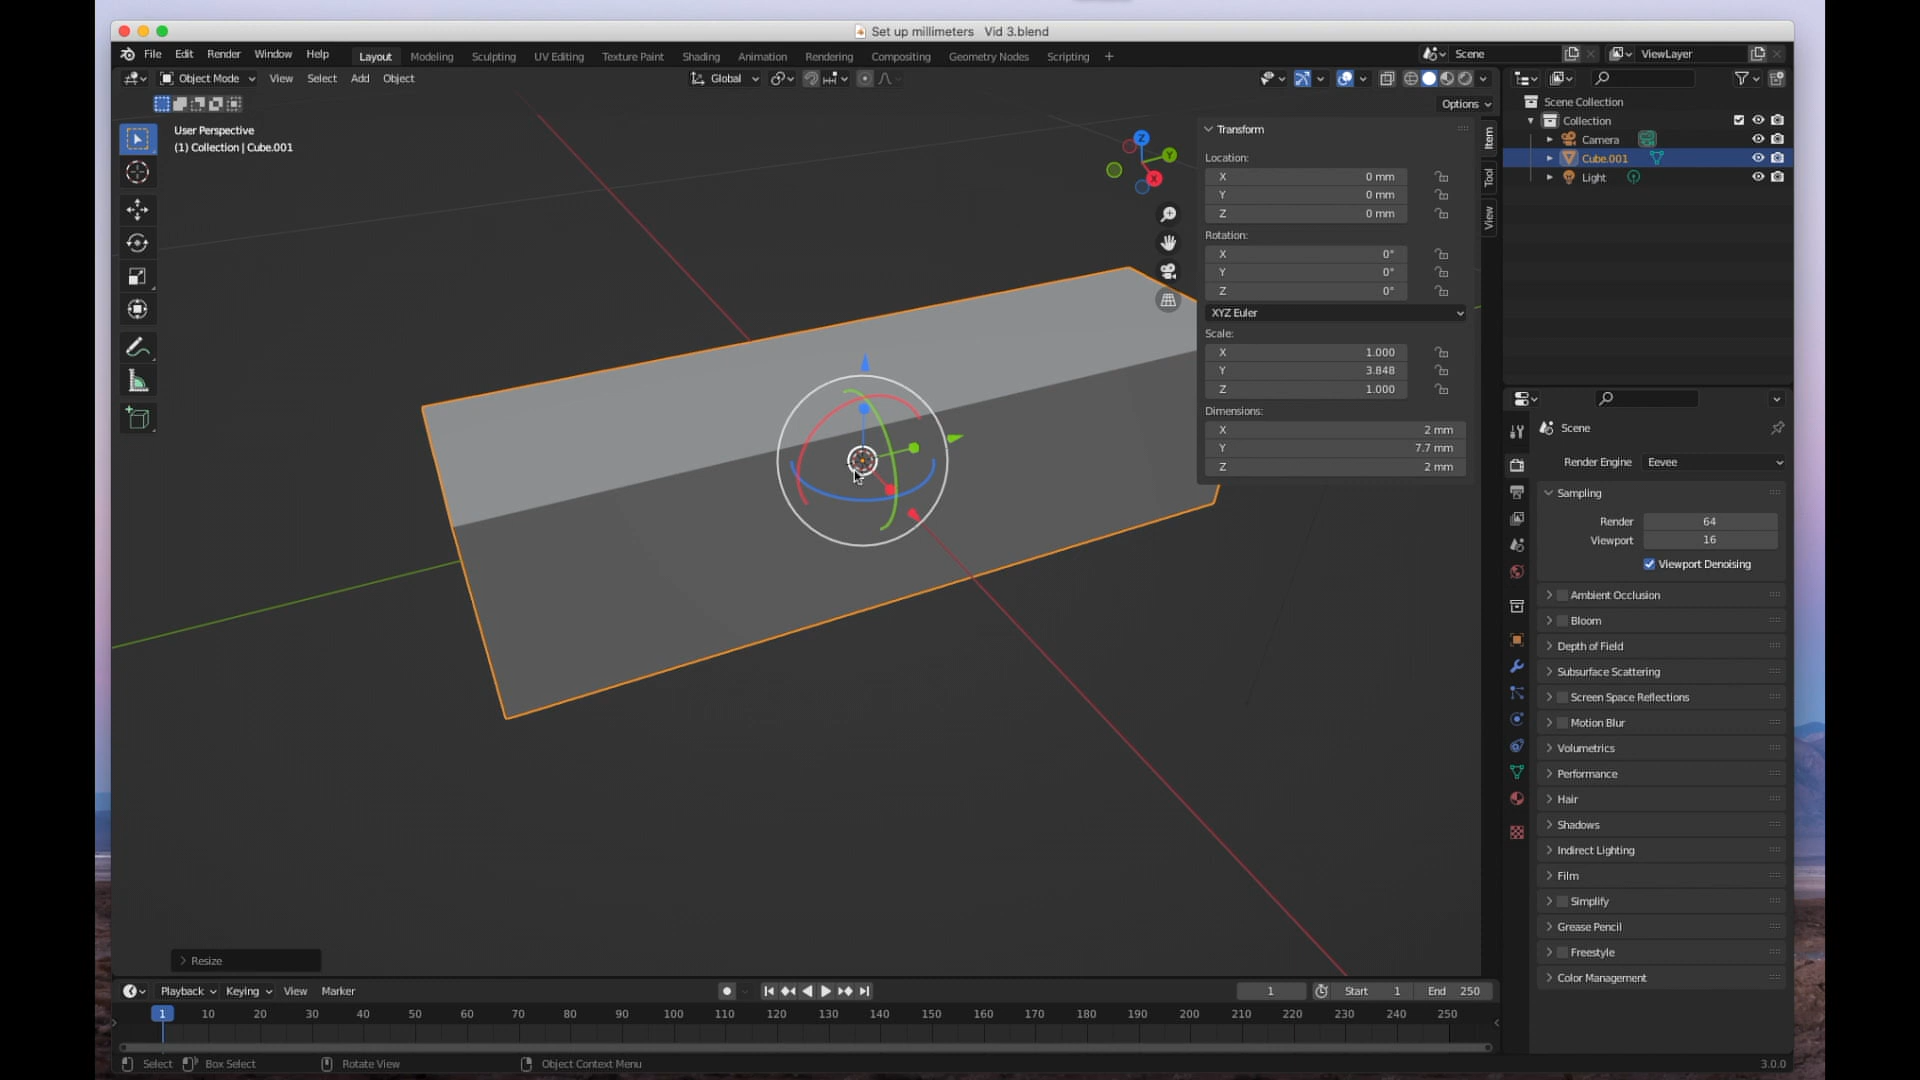 Set up millimeters   Vid 3.blend
File Edit Render Window Help Layout Modeling Sculpting UV Editing Texture Paint Shading Animation Rendering Compositing Geometry Nodes Scripting + Scene ViewLayer
Object Mode View Select Add Object Global
Options
User Perspective
(1) Collection | Cube.001
Z
Y
X
Transform
Location:
X 0 mm
Y 0 mm
Z 0 mm
Rotation:
X 0°
Y 0°
Z 0°
XYZ Euler
Scale:
X 1.000
Y 3.848
Z 1.000
Dimensions:
X 2 mm
Y 7.7 mm
Z 2 mm
Item
Tool
View
Scene Collection
Collection
Camera
Cube.001
Light
Scene
Render Engine Eevee
Sampling
Render 64
Viewport 16
Viewport Denoising
Ambient Occlusion
Bloom
Depth of Field
Subsurface Scattering
Screen Space Reflections
Motion Blur
Volumetrics
Performance
Hair
Shadows
Indirect Lighting
Film
Simplify
Grease Pencil
Freestyle
Color Management
Resize
Playback Keying View Marker 1 Start 1 End 250
1 10 20 30 40 50 60 70 80 90 100 110 120 130 140 150 160 170 180 190 200 210 220 230 240 250
Select Box Select Rotate View Object Context Menu 3.0.0